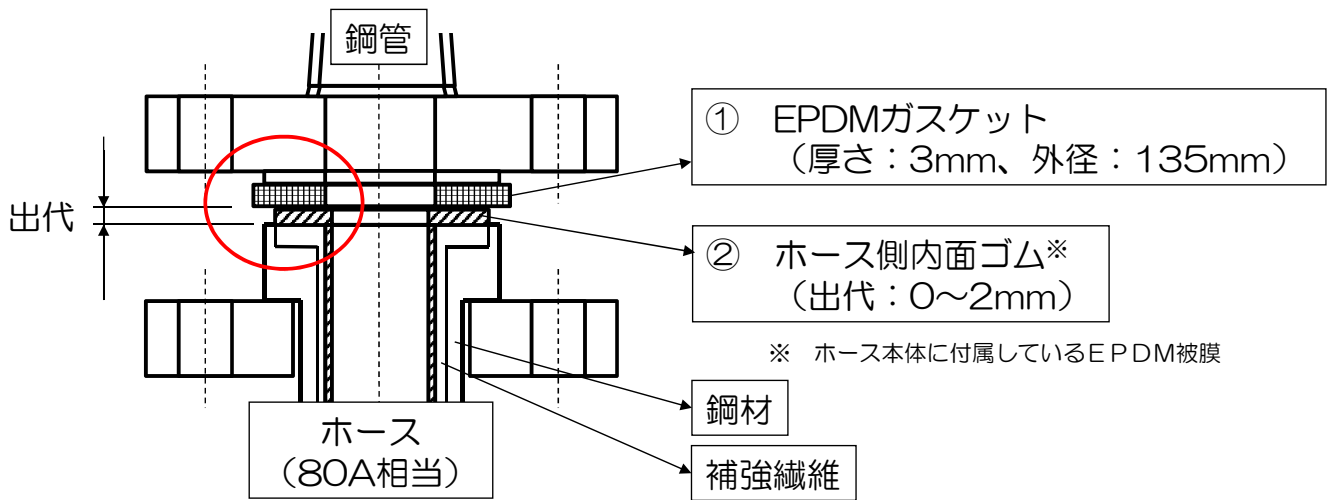 鋼管
① EPDMガスケット
（厚さ：3mm、外径：135mm）
出代
② ホース側内面ゴム※
（出代：0～2mm）
※ ホース本体に付属しているEPDM被膜
鋼材
ホース
（80A相当）
補強繊維